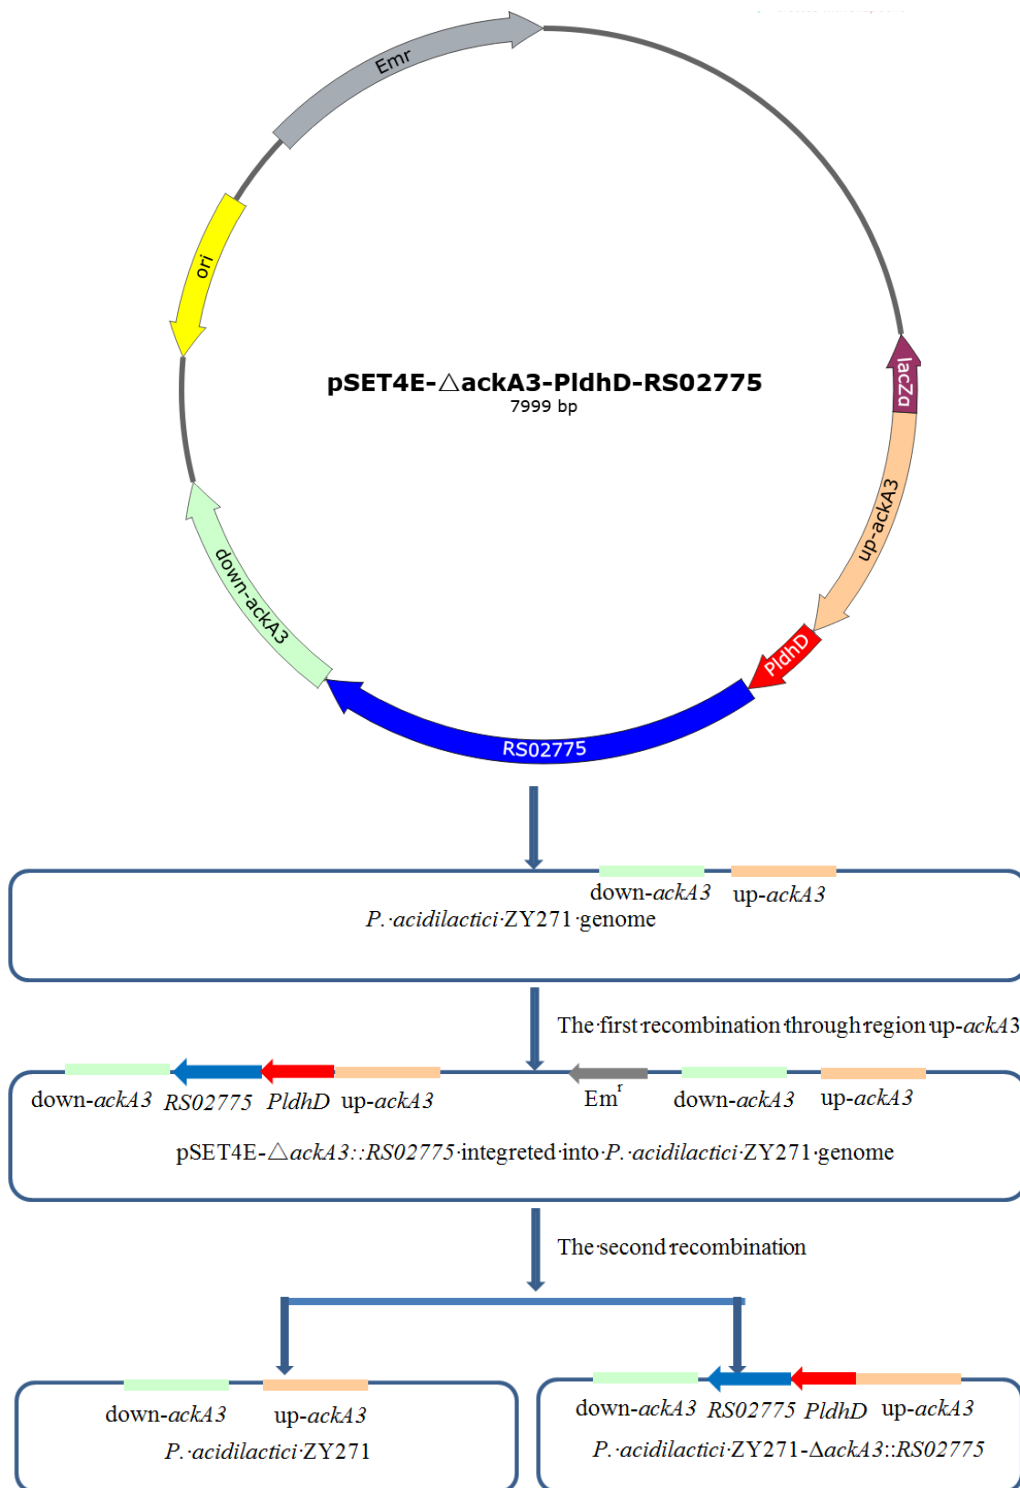 Emr
ori
lacZα
pSET4E-△ackA3-PldhD-RS02775
7999 bp
up-ackA3
down-ackA3
PldhD
RS02775
down-ackA3 up-ackA3
P.·acidilactici·ZY271·genome
The·first·recombination·through·region·up-ackA3
down-ackA3 RS02775 PldhD up-ackA3 Emr down-ackA3 up-ackA3
pSET4E-△ackA3::RS02775·integreted·into·P.·acidilactici·ZY271·genome
The·second·recombination
down-ackA3 up-ackA3
P.·acidilactici·ZY271
down-ackA3 RS02775 PldhD up-ackA3
P.·acidilactici·ZY271-ΔackA3::RS02775